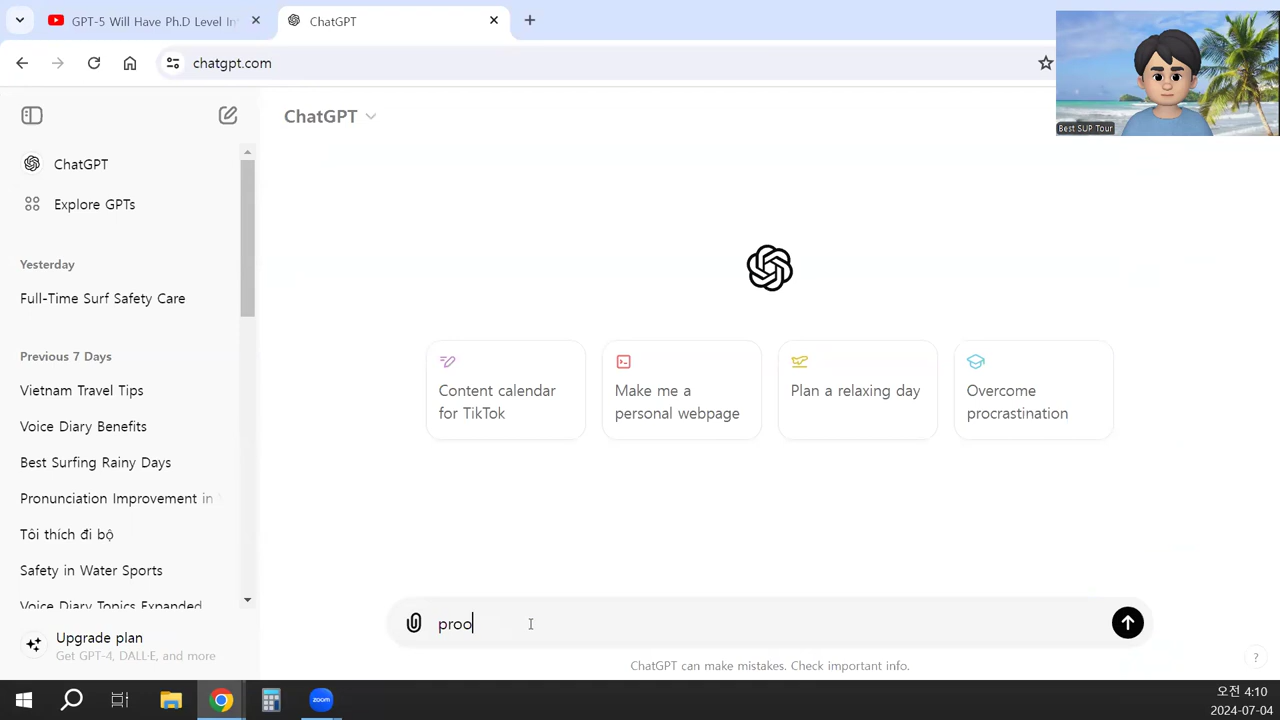 GPT-5 Will Have Ph.D Level In
ChatGPT
chatgpt.com
Best SUP Tour
ChatGPT
ChatGPT
Explore GPTs
Yesterday
Full-Time Surf Safety Care
Previous 7 Days
Vietnam Travel Tips
Voice Diary Benefits
Best Surfing Rainy Days
Pronunciation Improvement in
Tôi thích đi bộ
Safety in Water Sports
Voice Diary Topics Expanded
Upgrade plan
Get GPT-4, DALL·E, and more
Content calendar
for TikTok
Make me a
personal webpage
Plan a relaxing day
Overcome
procrastination
proo
ChatGPT can make mistakes. Check important info.
?
zoom
오전 4:10
2024-07-04